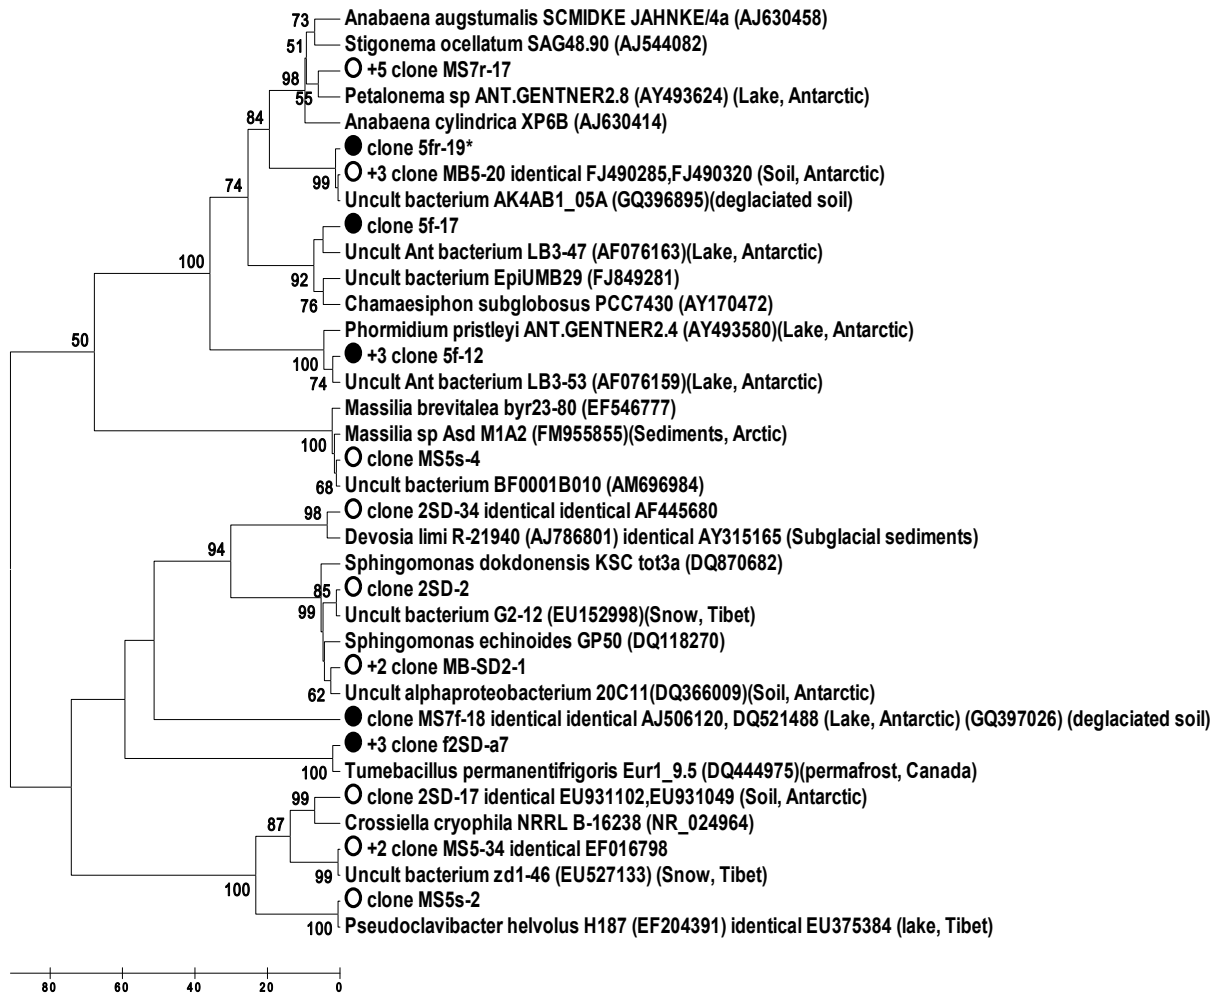 Anabaena augstumalis SCMIDKE JAHNKE/4a (AJ630458)
Stigonema ocellatum SAG48.90 (AJ544082)
+5 clone MS7r-17
Petalonema sp ANT.GENTNER2.8 (AY493624) (Lake, Antarctic)
Anabaena cylindrica XP6B (AJ630414)
clone 5fr-19*
+3 clone MB5-20 identical FJ490285,FJ490320 (Soil, Antarctic)
Uncult bacterium AK4AB1_05A (GQ396895)(deglaciated soil)
clone 5f-17
Uncult Ant bacterium LB3-47 (AF076163)(Lake, Antarctic)
Uncult bacterium EpiUMB29 (FJ849281)
Chamaesiphon subglobosus PCC7430 (AY170472)
Phormidium pristleyi ANT.GENTNER2.4 (AY493580)(Lake, Antarctic)
+3 clone 5f-12
Uncult Ant bacterium LB3-53 (AF076159)(Lake, Antarctic)
Massilia brevitalea byr23-80 (EF546777)
Massilia sp Asd M1A2 (FM955855)(Sediments, Arctic)
clone MS5s-4
Uncult bacterium BF0001B010 (AM696984)
clone 2SD-34 identical identical AF445680
Devosia limi R-21940 (AJ786801) identical AY315165 (Subglacial sediments)
Sphingomonas dokdonensis KSC tot3a (DQ870682)
clone 2SD-2
Uncult bacterium G2-12 (EU152998)(Snow, Tibet)
Sphingomonas echinoides GP50 (DQ118270)
+2 clone MB-SD2-1
Uncult alphaproteobacterium 20C11(DQ366009)(Soil, Antarctic)
clone MS7f-18 identical identical AJ506120, DQ521488 (Lake, Antarctic) (GQ397026) (deglaciated soil)
+3 clone f2SD-a7
Tumebacillus permanentifrigoris Eur1_9.5 (DQ444975)(permafrost, Canada)
clone 2SD-17 identical EU931102,EU931049 (Soil, Antarctic)
Crossiella cryophila NRRL B-16238 (NR_024964)
+2 clone MS5-34 identical EF016798
Uncult bacterium zd1-46 (EU527133) (Snow, Tibet)
clone MS5s-2
Pseudoclavibacter helvolus H187 (EF204391) identical EU375384 (lake, Tibet)
73
51
98
55
84
99
74
92
76
100
100
74
50
100
68
98
94
85
99
62
100
99
87
99
100
100
80 60 40 20 0